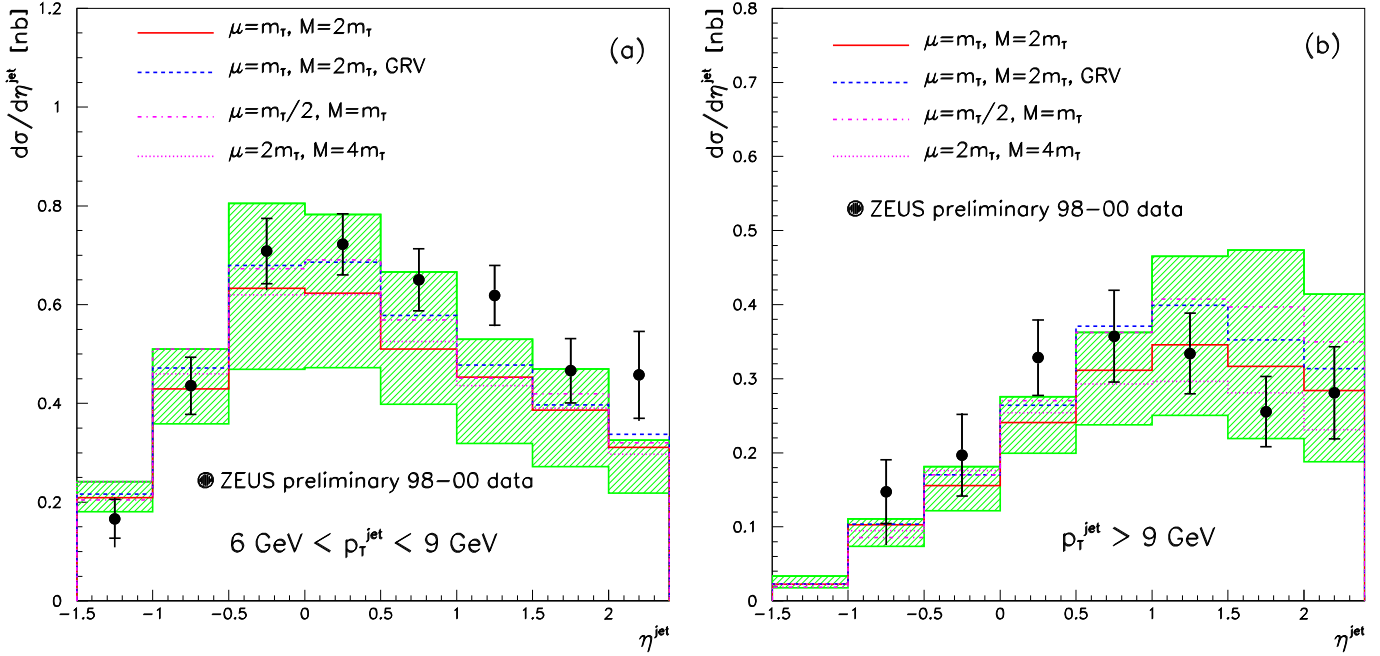 dσ/dη^jet [nb]
1.2
1
0.8
0.6
0.4
0.2
0
μ=m_T, M=2m_T
μ=m_T, M=2m_T, GRV
μ=m_T/2, M=m_T
μ=2m_T, M=4m_T
(a)
ZEUS preliminary 98−00 data
6 GeV < p_T^jet < 9 GeV
−1.5 −1 −0.5 0 0.5 1 1.5 2
η^jet
dσ/dη^jet [nb]
0.8
0.7
0.6
0.5
0.4
0.3
0.2
0.1
0
μ=m_T, M=2m_T
μ=m_T, M=2m_T, GRV
μ=m_T/2, M=m_T
μ=2m_T, M=4m_T
(b)
ZEUS preliminary 98−00 data
p_T^jet > 9 GeV
−1.5 −1 −0.5 0 0.5 1 1.5 2
η^jet